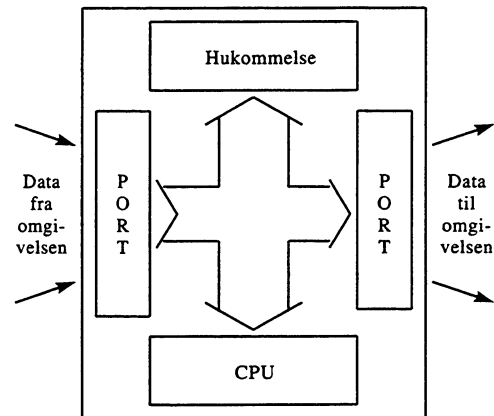 Hukommelse
Data
fra
omgi-
velsen
P
O
R
T
P
O
R
T
Data
til
omgi-
velsen
CPU